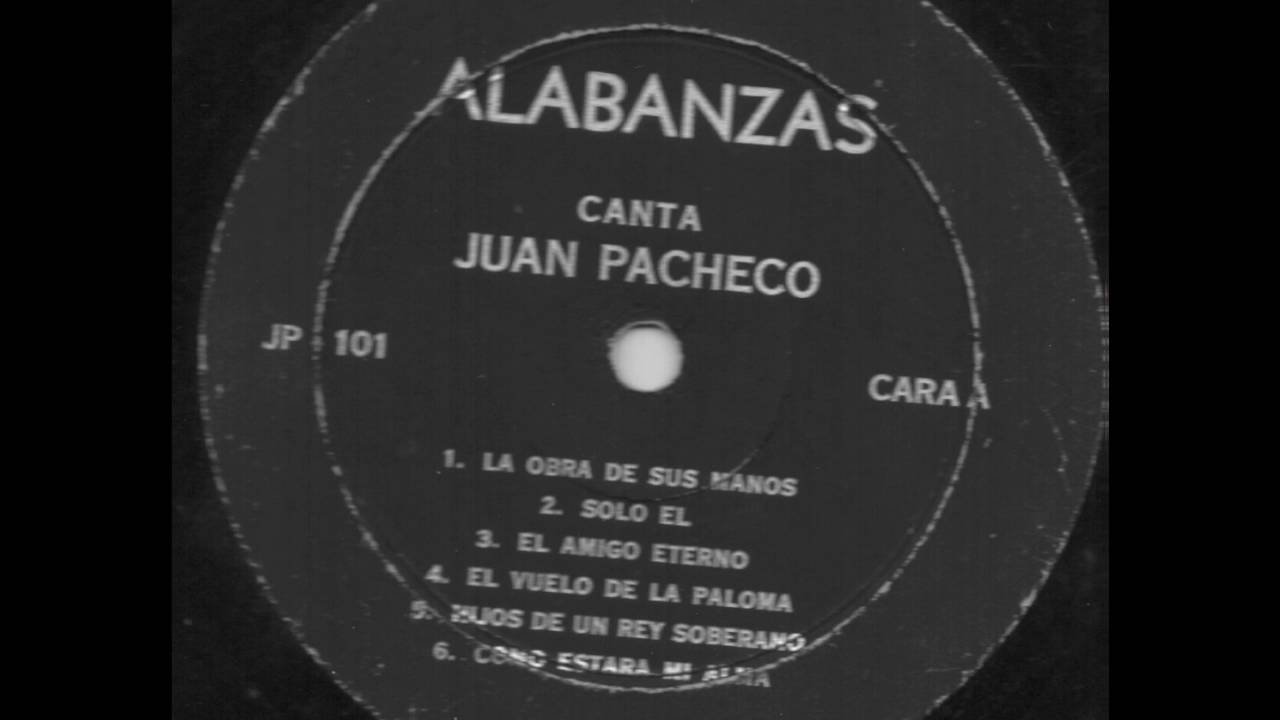 ALABANZAS
CANTA
JUAN PACHECO
JP - 101
CARA A
1. LA OBRA DE SUS MANOS
2. SOLO EL
3. EL AMIGO ETERNO
4. EL VUELO DE LA PALOMA
5. HIJOS DE UN REY SOBERANO
6. COMO ESTARA MI ALMA